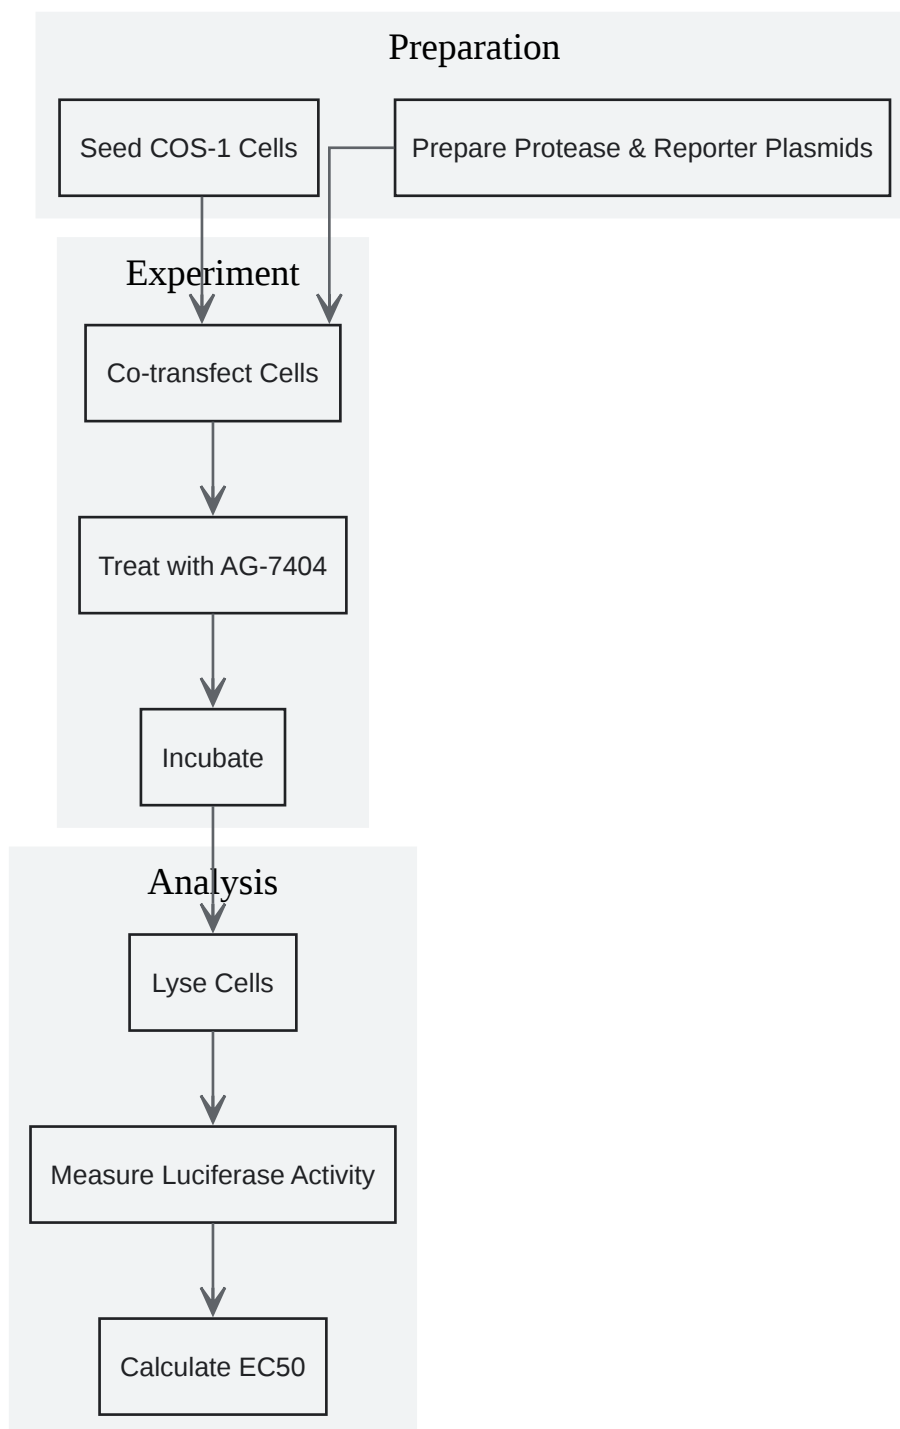 Preparation
Seed COS-1 Cells
Prepare Protease & Reporter Plasmids
Experiment
Co-transfect Cells
Treat with AG-7404
Incubate
Analysis
Lyse Cells
Measure Luciferase Activity
Calculate EC50